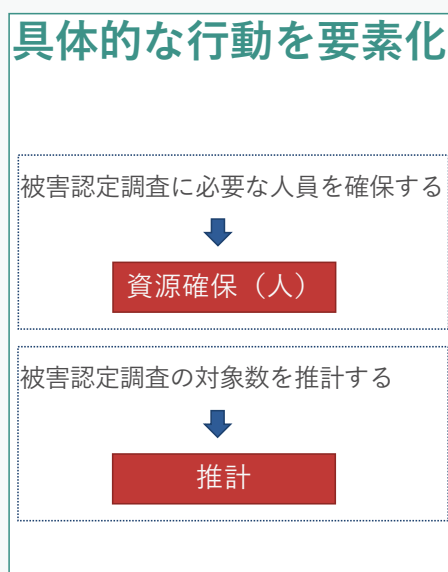 具体的な行動を要素化
被害認定調査に必要な人員を確保する
資源確保（人）
被害認定調査の対象数を推計する
推計